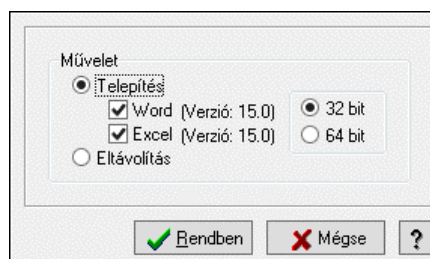 Művelet
Telepítés
Word (Verzió: 15.0)
32 bit
Excel (Verzió: 15.0)
64 bit
Eltávolítás
Rendben
Mégse
?